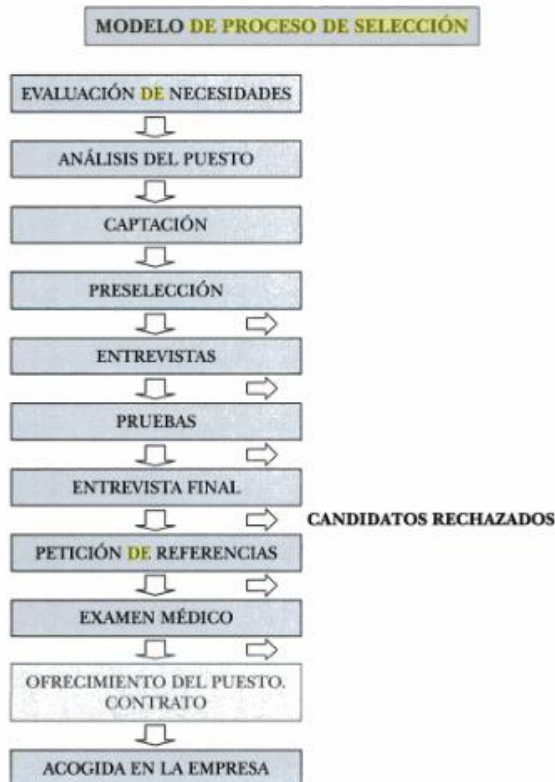 MODELO DE PROCESO DE SELECCIÓN
EVALUACIÓN DE NECESIDADES
ANÁLISIS DEL PUESTO
CAPTACIÓN
PRESELECCIÓN
ENTREVISTAS
PRUEBAS
ENTREVISTA FINAL
CANDIDATOS RECHAZADOS
PETICIÓN DE REFERENCIAS
EXAMEN MÉDICO
OFRECIMIENTO DEL PUESTO.
CONTRATO
ACOGIDA EN LA EMPRESA